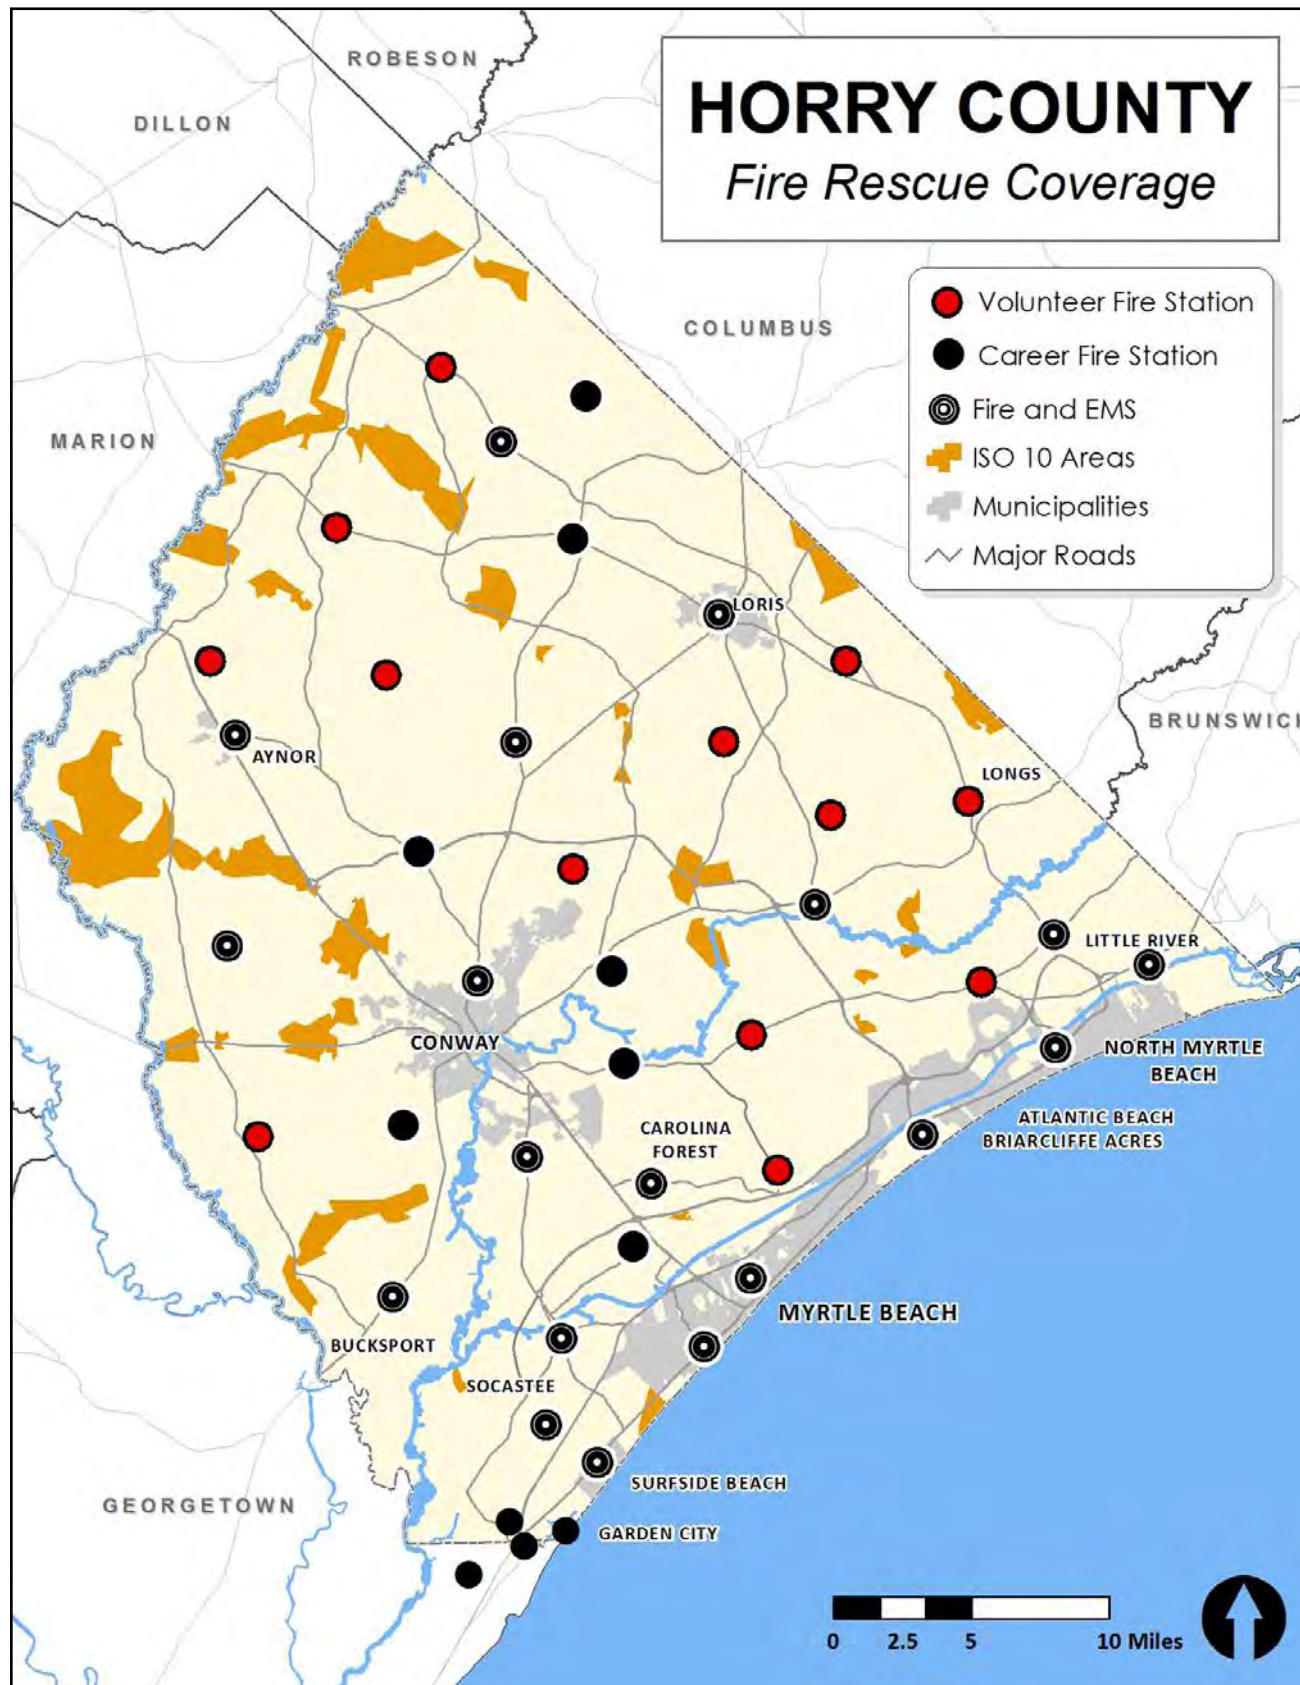 HORRY COUNTY
Fire Rescue Coverage
ROBESON
DILLON
COLUMBUS
MARION
BRUNSWICK
GEORGETOWN
Volunteer Fire Station
Career Fire Station
Fire and EMS
ISO 10 Areas
Municipalities
Major Roads
LORIS
AYNOR
LONGS
LITTLE RIVER
CONWAY
NORTH MYRTLE
BEACH
ATLANTIC BEACH
BRIARCLIFFE ACRES
CAROLINA
FOREST
MYRTLE BEACH
BUCKSPORT
SOCASTEE
SURFSIDE BEACH
GARDEN CITY
0 2.5 5 10 Miles